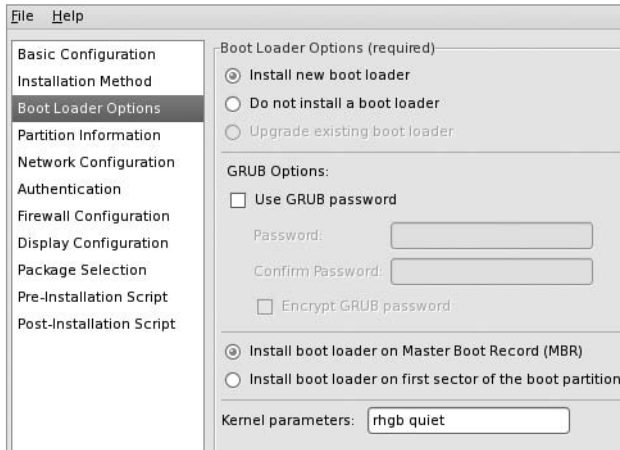 File Help
Basic Configuration
Installation Method
Boot Loader Options
Partition Information
Network Configuration
Authentication
Firewall Configuration
Display Configuration
Package Selection
Pre-Installation Script
Post-Installation Script
Boot Loader Options (required)
Install new boot loader
Do not install a boot loader
Upgrade existing boot loader
GRUB Options:
Use GRUB password
Password:
Confirm Password:
Encrypt GRUB password
Install boot loader on Master Boot Record (MBR)
Install boot loader on first sector of the boot partition
Kernel parameters: rhgb quiet